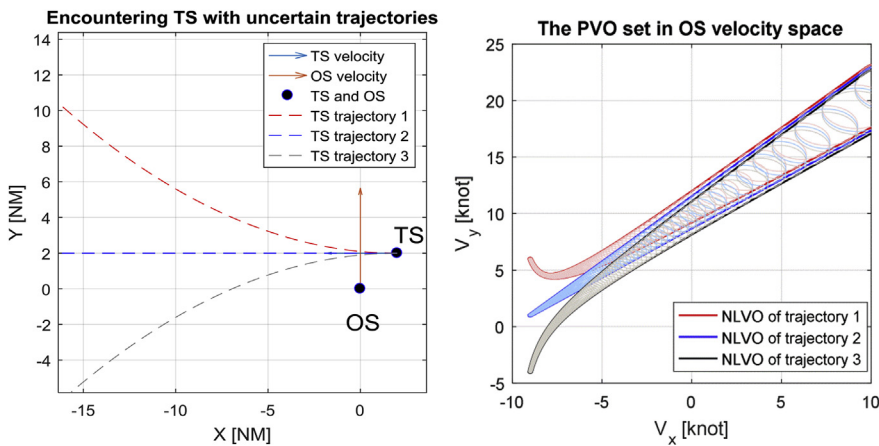 Encountering TS with uncertain trajectories
14
12
10
8
6
4
2
0
-2
-4
Y [NM]
TS velocity
OS velocity
TS and OS
TS trajectory 1
TS trajectory 2
TS trajectory 3
TS
OS
-15
-10
-5
0
X [NM]
The PVO set in OS velocity space
25
20
15
10
5
0
-5
V_y [knot]
NLVO of trajectory 1
NLVO of trajectory 2
NLVO of trajectory 3
-10
-5
0
5
10
V_x [knot]